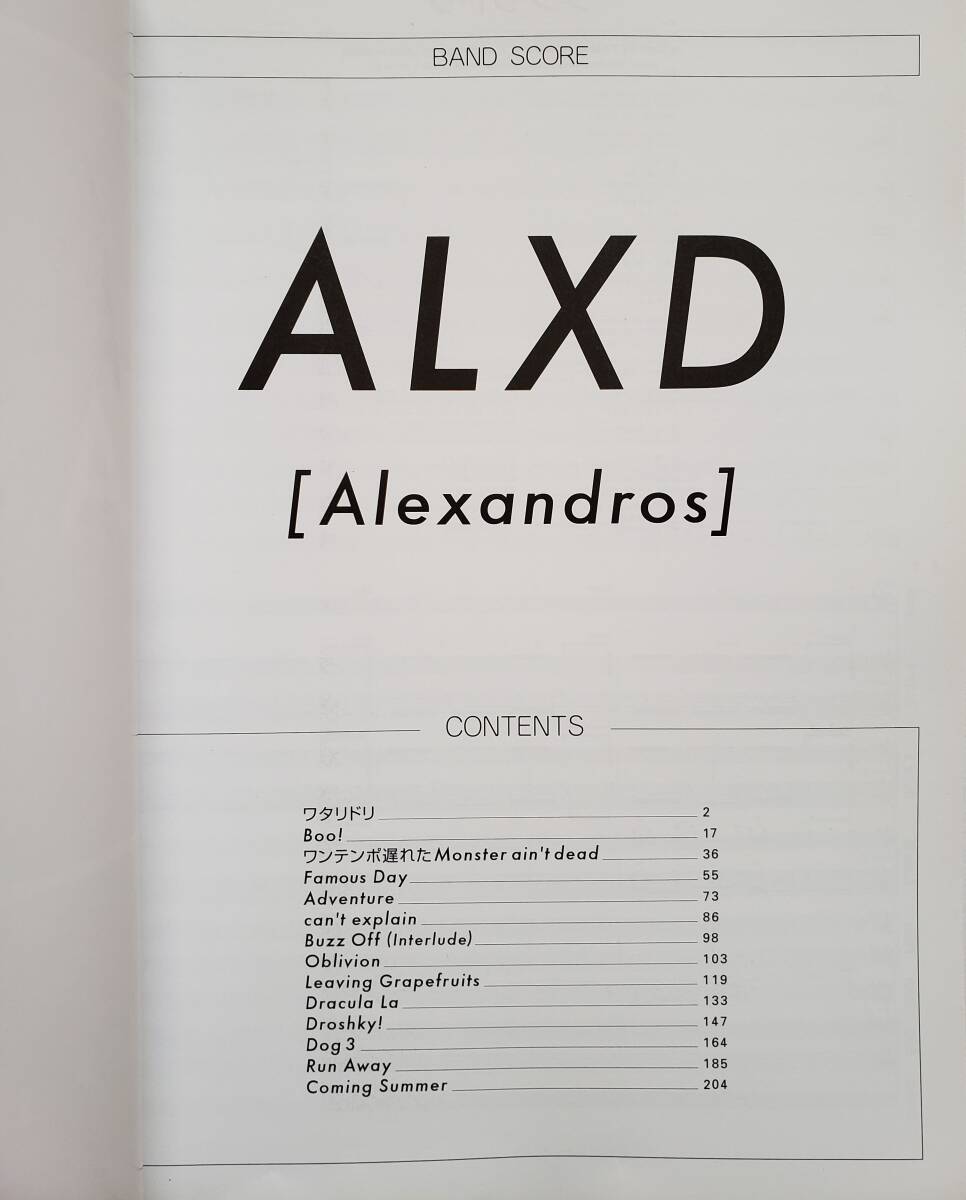 BAND SCORE
ALXD
[Alexandros]
CONTENTS
ワタリドリ 2
Boo! 17
ワンテンポ遅れたMonster ain't dead 36
Famous Day 55
Adventure 73
can't explain 86
Buzz Off (Interlude) 98
Oblivion 103
Leaving Grapefruits 119
Dracula La 133
Droshky! 147
Dog 3 164
Run Away 185
Coming Summer 204